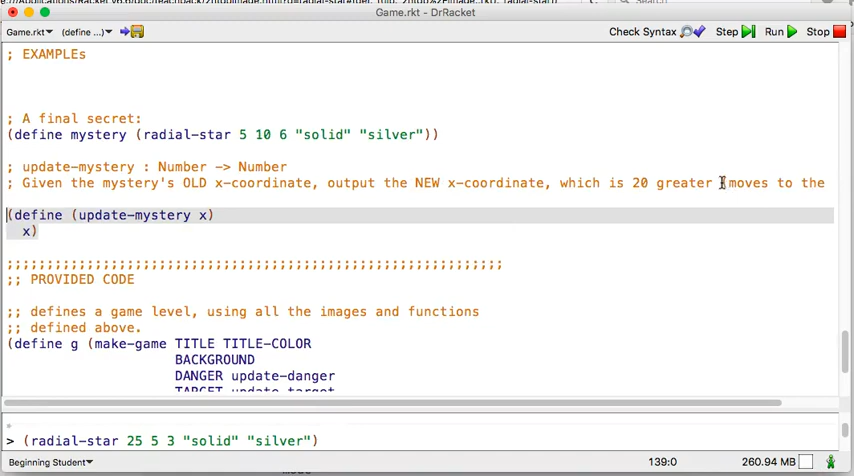 Game.rkt - DrRacket
Game.rkt▾ (define ...)▾ Check Syntax Step Run Stop
; EXAMPLEs
; A final secret:
(define mystery (radial-star 5 10 6 "solid" "silver"))
; update-mystery : Number -> Number
; Given the mystery's OLD x-coordinate, output the NEW x-coordinate, which is 20 greater moves to the
(define (update-mystery x)
x)
;;;;;;;;;;;;;;;;;;;;;;;;;;;;;;;;;;;;;;;;;;;;;;;;;;;;;;;;;;;;;;
;; PROVIDED CODE
;; defines a game level, using all the images and functions
;; defined above.
(define g (make-game TITLE TITLE-COLOR
BACKGROUND
DANGER update-danger
TARGET update-target
> (radial-star 25 5 3 "solid" "silver")
Beginning Student▾ 139:0 260.94 MB